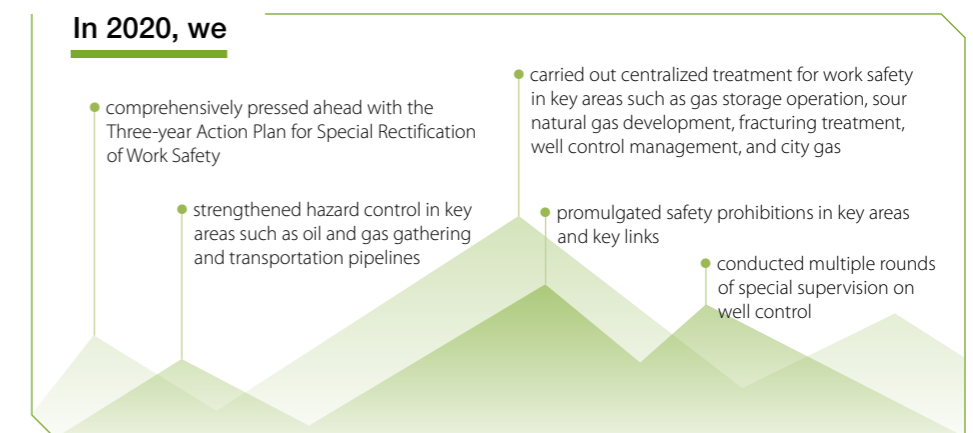 In 2020, we
comprehensively pressed ahead with the
Three-year Action Plan for Special Rectification
of Work Safety
strengthened hazard control in key
areas such as oil and gas gathering
and transportation pipelines
carried out centralized treatment for work safety
in key areas such as gas storage operation, sour
natural gas development, fracturing treatment,
well control management, and city gas
promulgated safety prohibitions in key areas
and key links
conducted multiple rounds
of special supervision on
well control